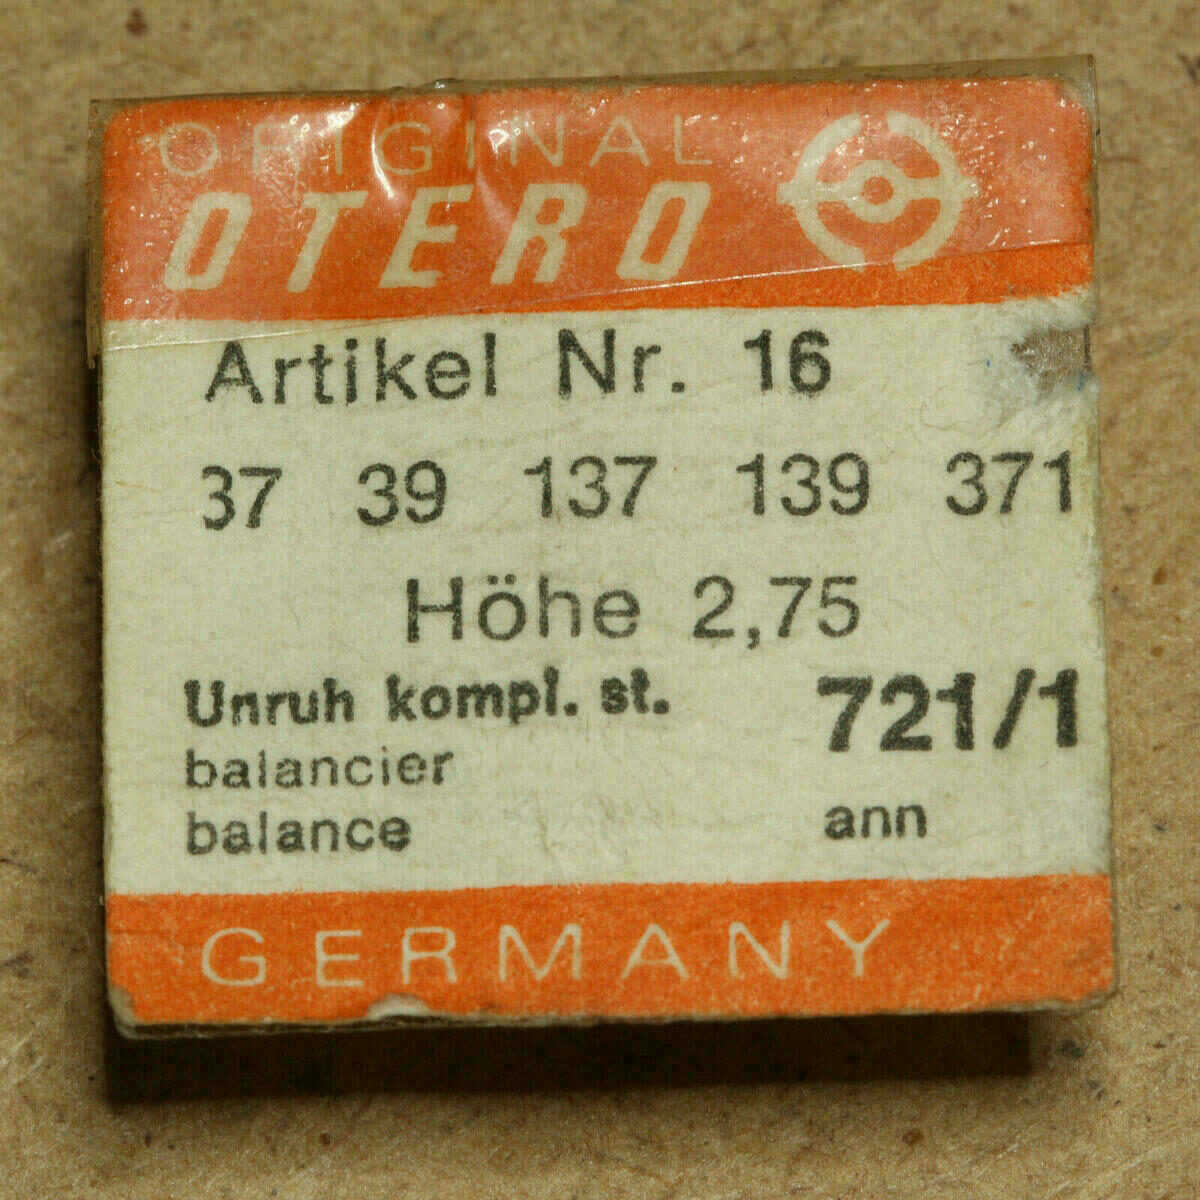 ORIGINAL
OTERO
Artikel Nr. 16
37 39 137 139 371
Höhe 2,75
Unruh kompl. st. 721/1
balancier
balance ann
GERMANY